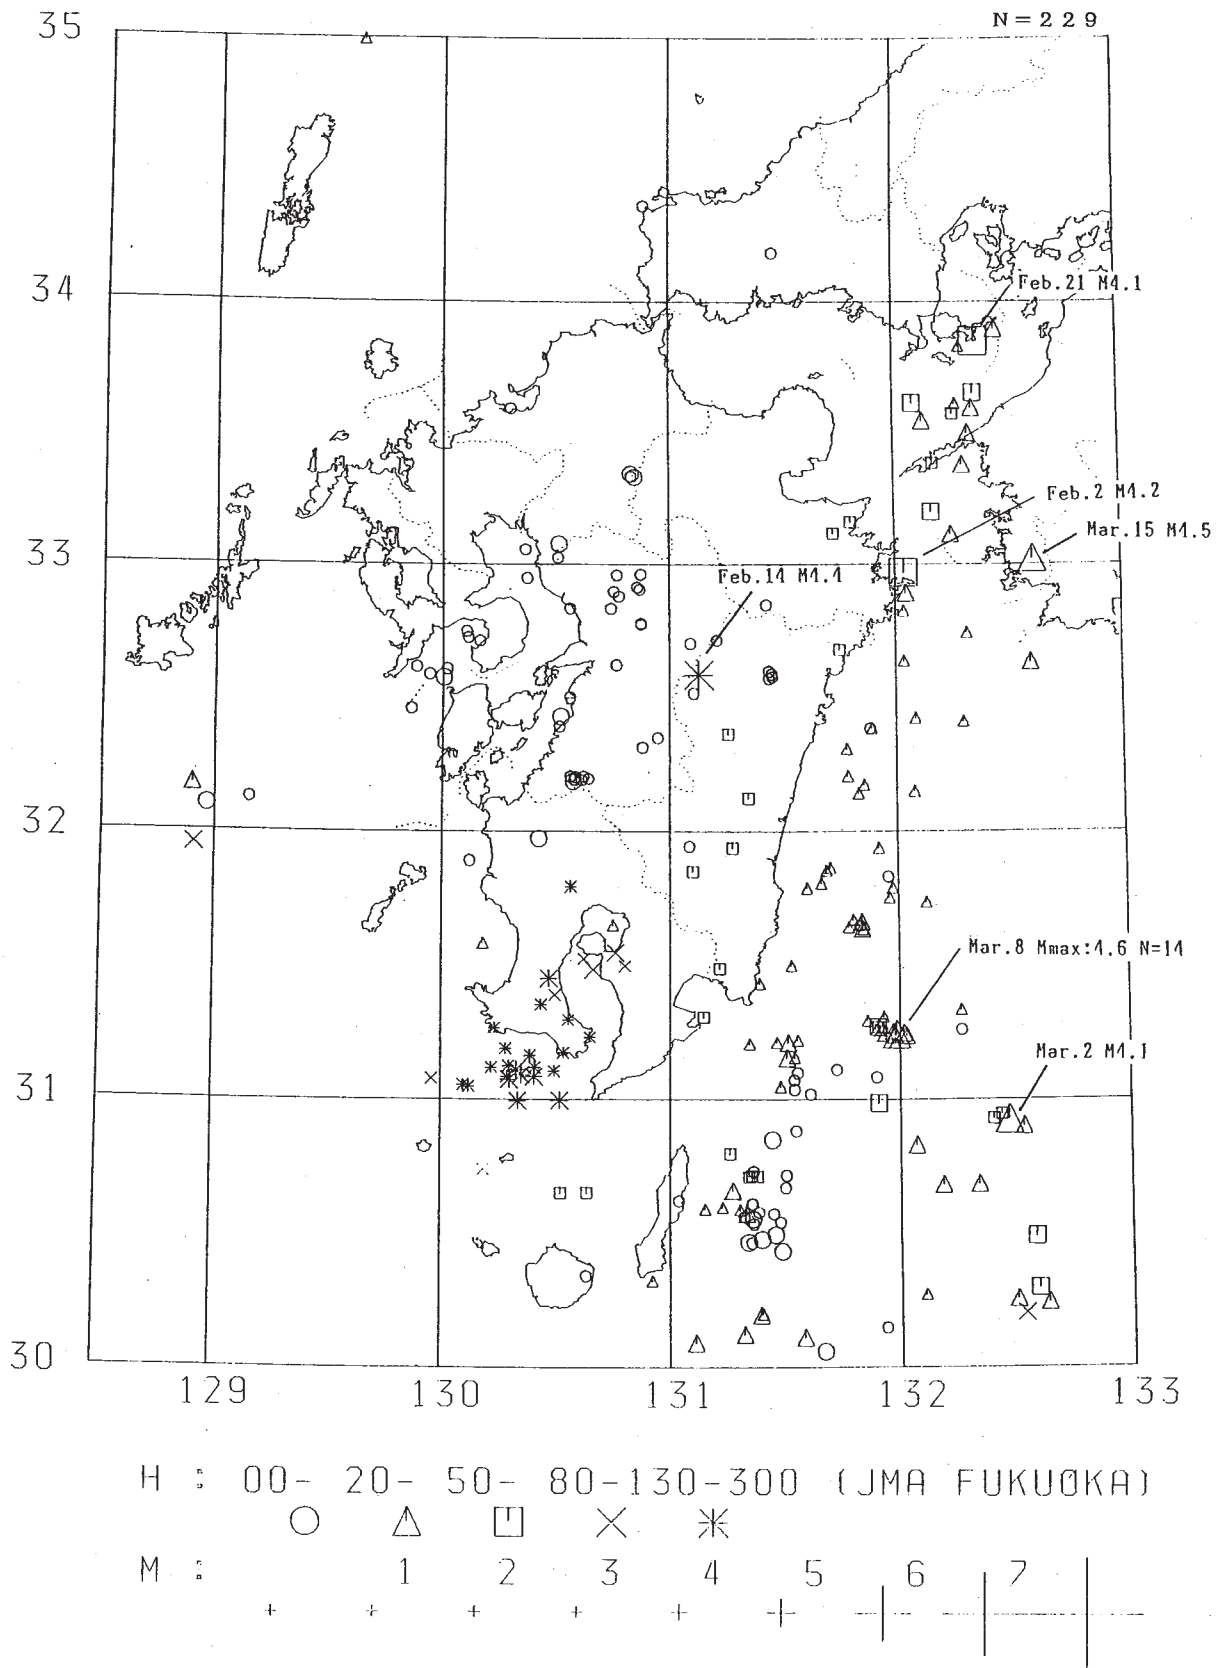 N=229
35
34
Feb.21 M4.1
Feb.2 M4.2
Mar.15 M4.5
33
Feb.14 M4.4
32
Mar.8 Mmax:4.6 N=14
Mar.2 M4.1
31
30
129 130 131 132 133
H : 00- 20- 50- 80-130-300 (JMA FUKUOKA)
M : 1 2 3 4 5 6 7